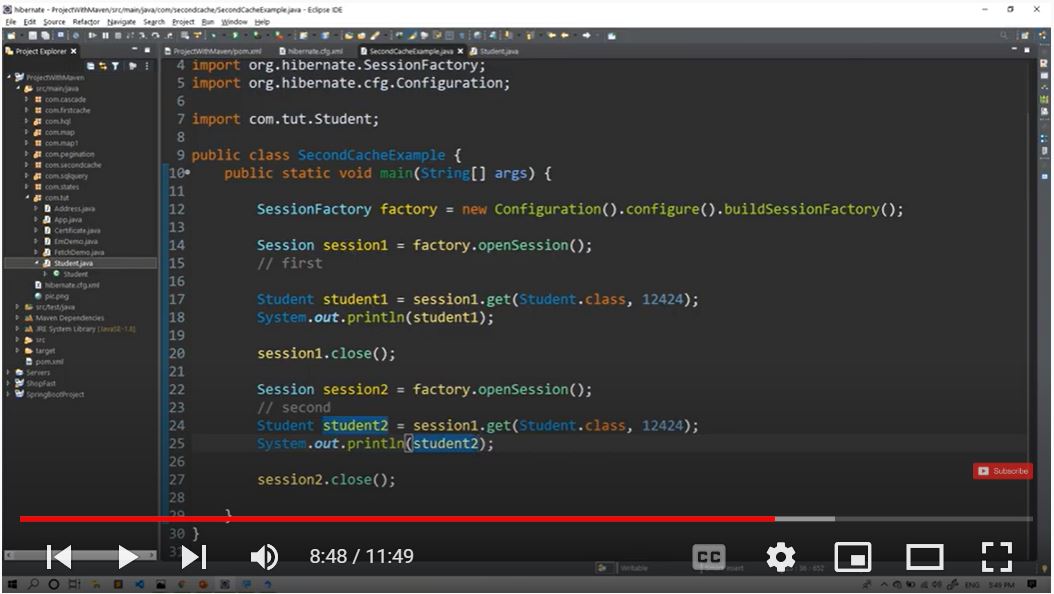 hibernate - ProjectWithMaven/src/main/java/com/secondcache/SecondCacheExample.java - Eclipse IDE
File Edit Source Refactor Navigate Search Project Run Window Help
Project Explorer
ProjectWithMaven/pom.xml hibernate.cfg.xml SecondCacheExample.java Student.java
ProjectWithMaven
src/main/java
com.cascade
com.firstcache
com.hql
com.map
com.map1
com.pegination
com.secondcache
com.sqlquery
com.states
com.tut
Address.java
App.java
Certificate.java
EmDemo.java
FetchDemo.java
Student.java
Student
hibernate.cfg.xml
pic.png
src/test/java
Maven Dependencies
JRE System Library [JavaSE-1.8]
src
target
pom.xml
Servers
ShopFast
SpringBootProject
4 import org.hibernate.SessionFactory;
5 import org.hibernate.cfg.Configuration;
6
7 import com.tut.Student;
8
9 public class SecondCacheExample {
10 public static void main(String[] args) {
11
12 SessionFactory factory = new Configuration().configure().buildSessionFactory();
13
14 Session session1 = factory.openSession();
15 // first
16
17 Student student1 = session1.get(Student.class, 12424);
18 System.out.println(student1);
19
20 session1.close();
21
22 Session session2 = factory.openSession();
23 // second
24 Student student2 = session1.get(Student.class, 12424);
25 System.out.println(student2);
26
27 session2.close();
28
29 }
30 }
31
Subscribe
8:48 / 11:49
CC
Writable
ENG 5:49 PM